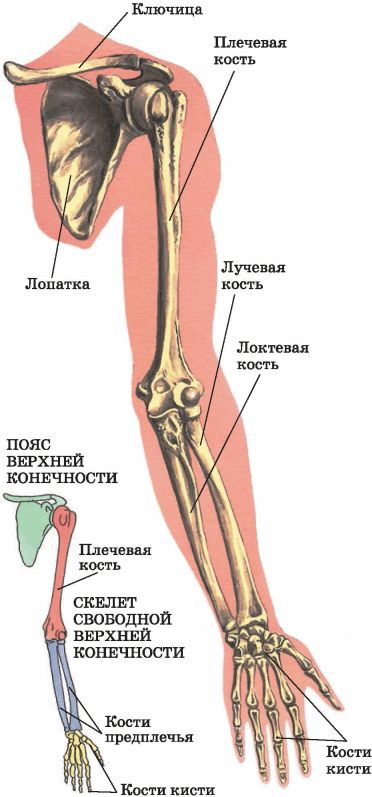 Ключица
Плечевая
кость
Лопатка
Лучевая
кость
Локтевая
кость
ПОЯС
ВЕРХНЕЙ
КОНЕЧНОСТИ
Плечевая
кость
СКЕЛЕТ
СВОБОДНОЙ
ВЕРХНЕЙ
КОНЕЧНОСТИ
Кости
предплечья
Кости
кисти
Кости кисти